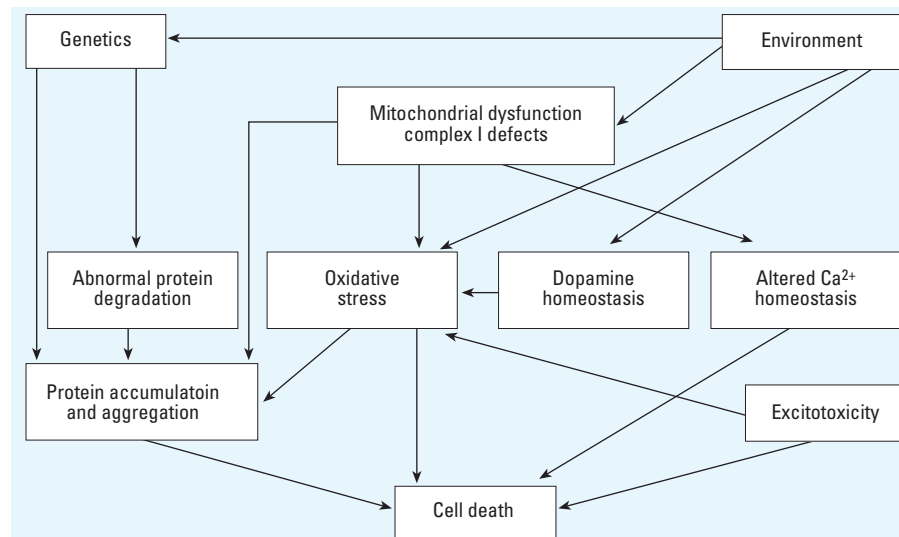 Genetics
Environment
Mitochondrial dysfunction
complex I defects
Abnormal protein
degradation
Oxidative
stress
Dopamine
homeostasis
Altered Ca²⁺
homeostasis
Protein accumulatoin
and aggregation
Excitotoxicity
Cell death